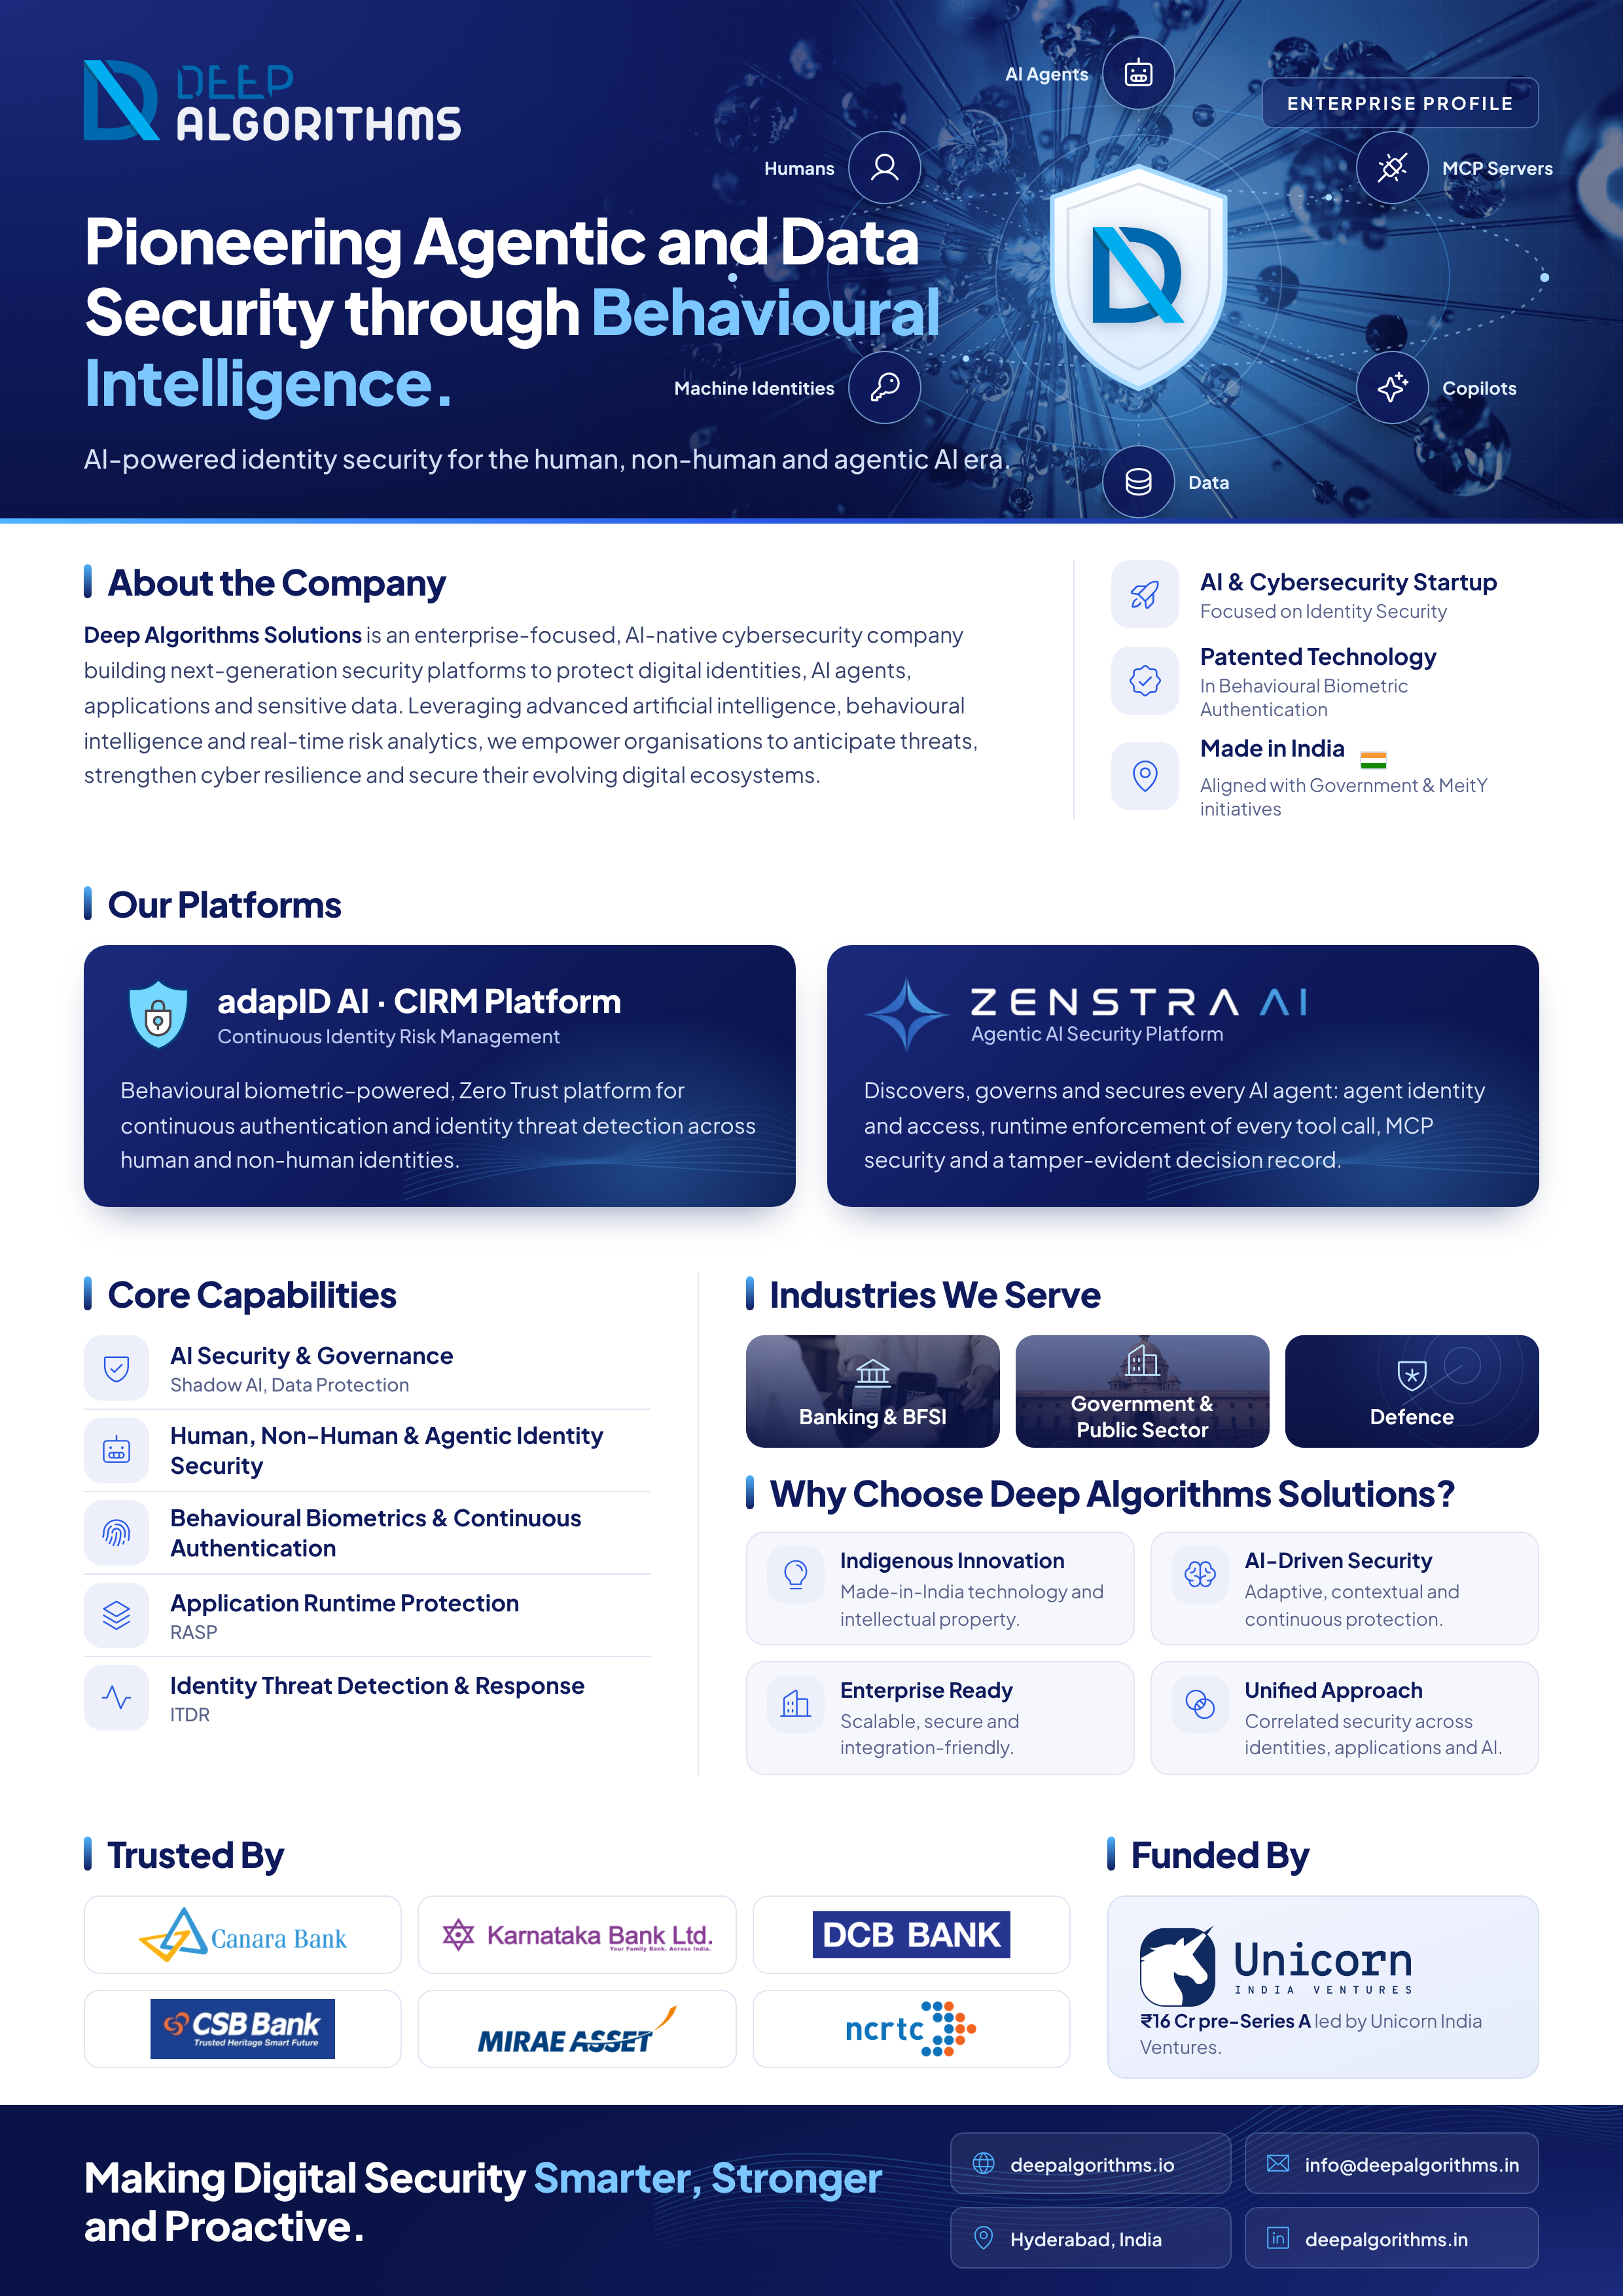 DEEP
ALGORITHMS
ENTERPRISE PROFILE
AI Agents
Humans
MCP Servers
Machine Identities
Copilots
Data
Pioneering Agentic and Data
Security through Behavioural
Intelligence.
AI-powered identity security for the human, non-human and agentic AI era.
About the Company
Deep Algorithms Solutions is an enterprise-focused, AI-native cybersecurity company
building next-generation security platforms to protect digital identities, AI agents,
applications and sensitive data. Leveraging advanced artificial intelligence, behavioural
intelligence and real-time risk analytics, we empower organisations to anticipate threats,
strengthen cyber resilience and secure their evolving digital ecosystems.
AI & Cybersecurity Startup
Focused on Identity Security
Patented Technology
In Behavioural Biometric
Authentication
Made in India
Aligned with Government & MeitY
initiatives
Our Platforms
adapID AI · CIRM Platform
Continuous Identity Risk Management
Behavioural biometric-powered, Zero Trust platform for
continuous authentication and identity threat detection across
human and non-human identities.
ZENSTRA AI
Agentic AI Security Platform
Discovers, governs and secures every AI agent: agent identity
and access, runtime enforcement of every tool call, MCP
security and a tamper-evident decision record.
Core Capabilities
AI Security & Governance
Shadow AI, Data Protection
Human, Non-Human & Agentic Identity
Security
Behavioural Biometrics & Continuous
Authentication
Application Runtime Protection
RASP
Identity Threat Detection & Response
ITDR
Industries We Serve
Banking & BFSI
Government &
Public Sector
Defence
Why Choose Deep Algorithms Solutions?
Indigenous Innovation
Made-in-India technology and
intellectual property.
AI-Driven Security
Adaptive, contextual and
continuous protection.
Enterprise Ready
Scalable, secure and
integration-friendly.
Unified Approach
Correlated security across
identities, applications and AI.
Trusted By
Canara Bank
Karnataka Bank Ltd.
Your Family Bank. Across India.
DCB BANK
CSB Bank
Trusted Heritage Smart Future
MIRAE ASSET
ncrtc
Funded By
Unicorn
INDIA VENTURES
₹16 Cr pre-Series A led by Unicorn India
Ventures.
Making Digital Security Smarter, Stronger
and Proactive.
deepalgorithms.io
info@deepalgorithms.in
Hyderabad, India
deepalgorithms.in